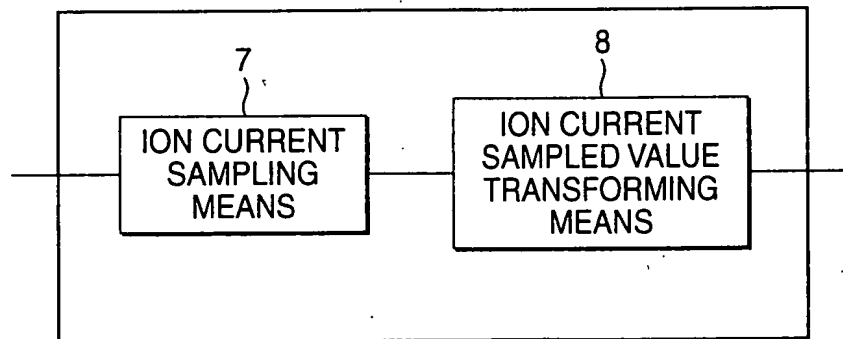 7
ION CURRENT
SAMPLING
MEANS
8
ION CURRENT
SAMPLED VALUE
TRANSFORMING
MEANS